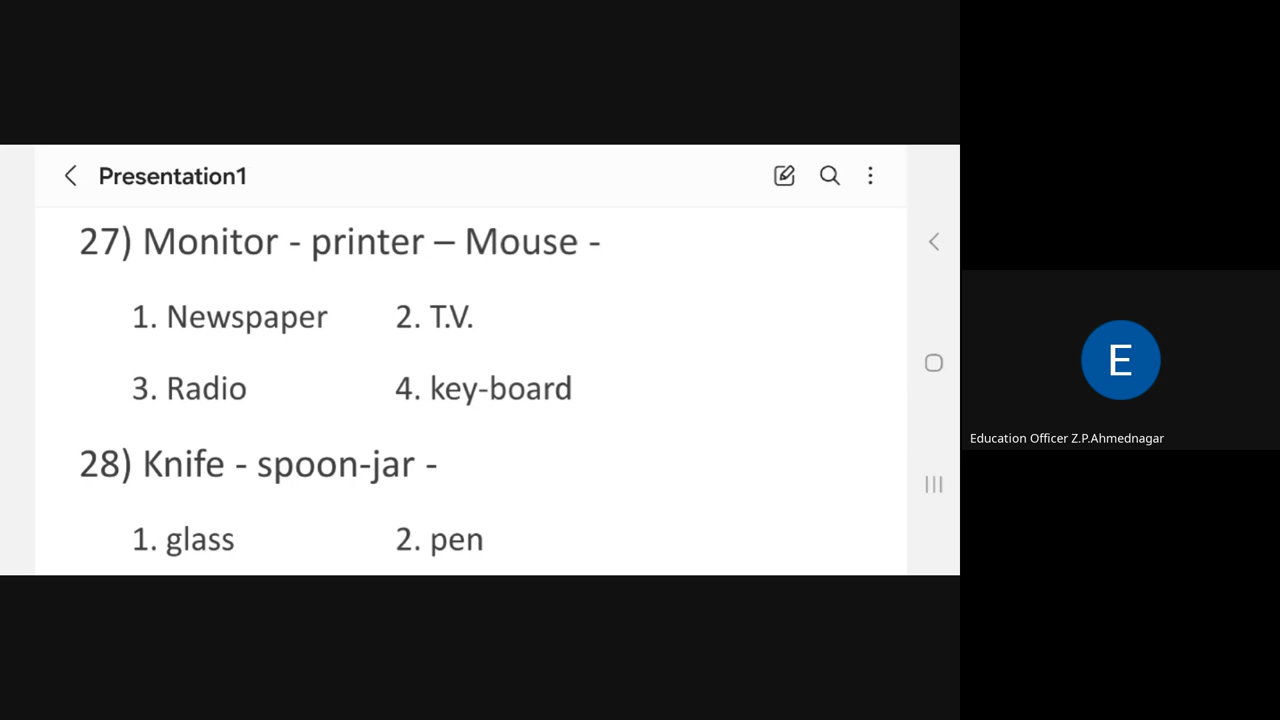 Presentation1
27) Monitor - printer – Mouse -
1. Newspaper 2. T.V.
3. Radio 4. key-board
28) Knife - spoon-jar -
1. glass 2. pen
E
Education Officer Z.P.Ahmednagar